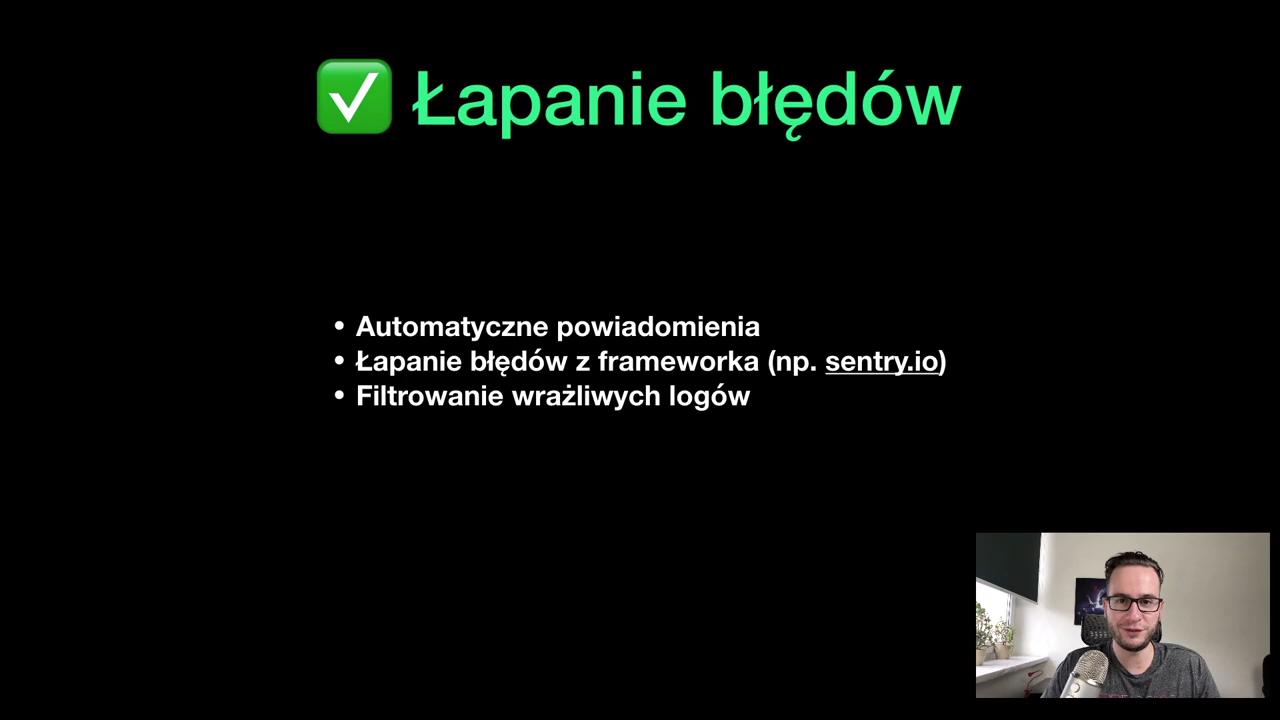 ✅ Łapanie błędów
• Automatyczne powiadomienia
• Łapanie błędów z frameworka (np. sentry.io)
• Filtrowanie wrażliwych logów